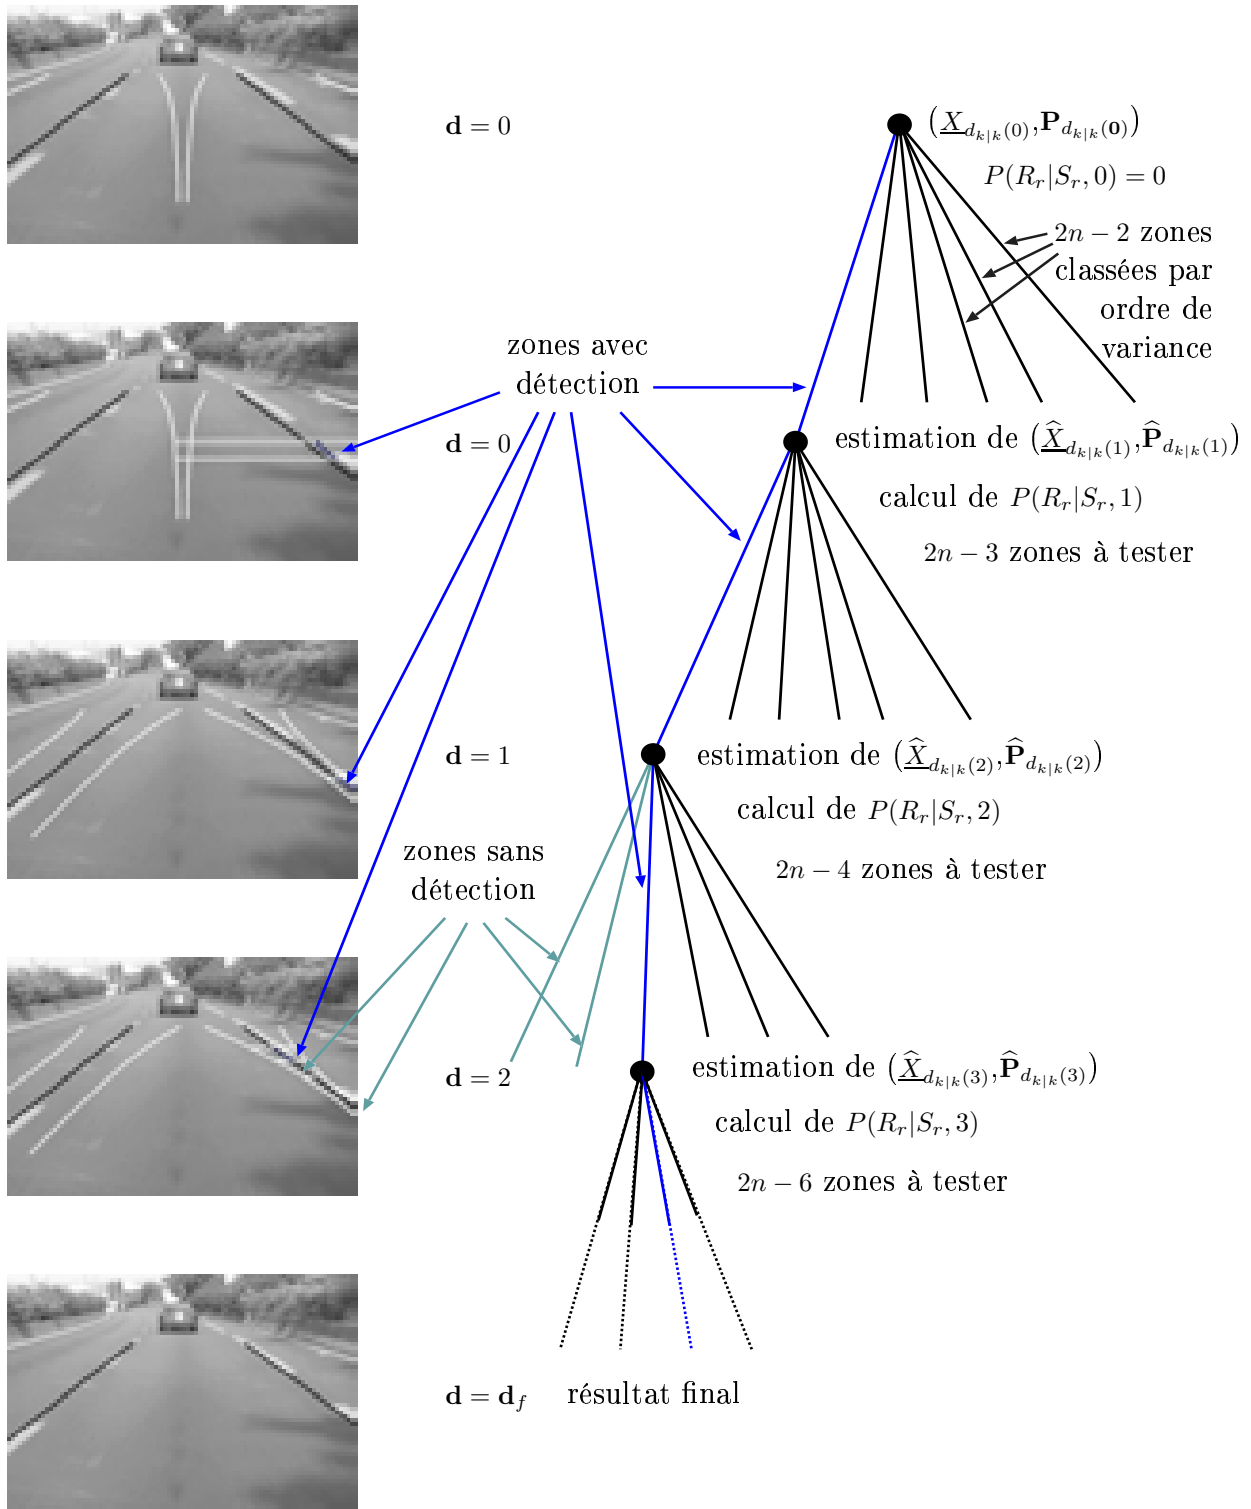 d = 0
(X_{d_{k|k}(0)}, P_{d_{k|k}(0)})
P(R_r|S_r, 0) = 0
2n − 2 zones
classées par
ordre de
variance
zones avec
détection
d = 0
estimation de (X̂_{d_{k|k}(1)}, P̂_{d_{k|k}(1)})
calcul de P(R_r|S_r, 1)
2n − 3 zones à tester
d = 1
estimation de (X̂_{d_{k|k}(2)}, P̂_{d_{k|k}(2)})
calcul de P(R_r|S_r, 2)
2n − 4 zones à tester
zones sans
détection
d = 2
estimation de (X̂_{d_{k|k}(3)}, P̂_{d_{k|k}(3)})
calcul de P(R_r|S_r, 3)
2n − 6 zones à tester
d = d_f
résultat final